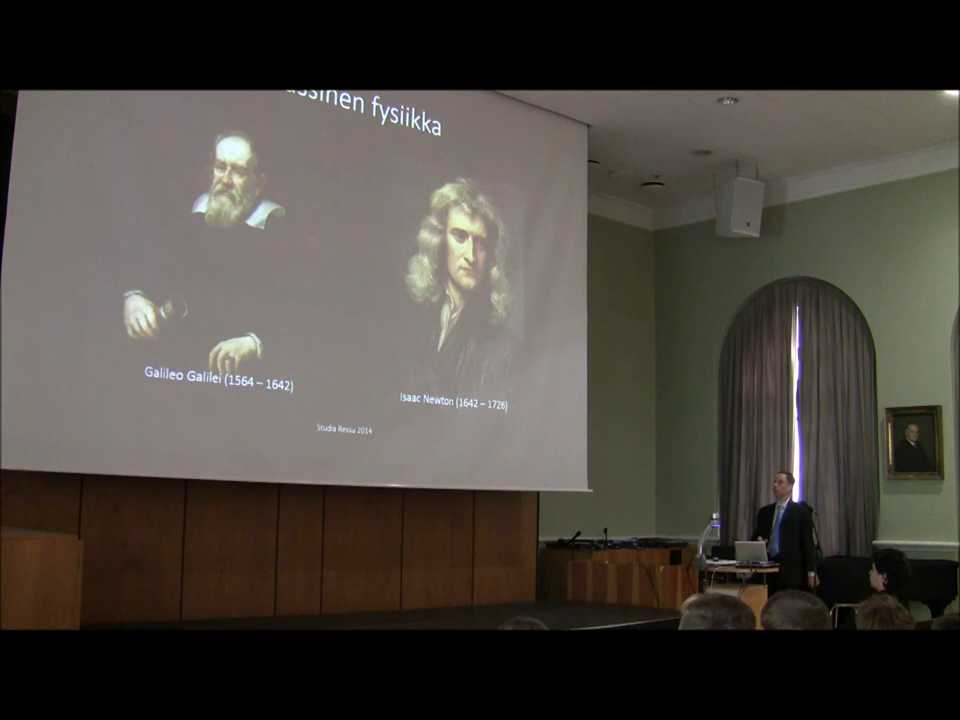 fysiikka
Galileo Galilei (1564 – 1642)
Isaac Newton (1642 – 1726)
Studia Ressu 2014